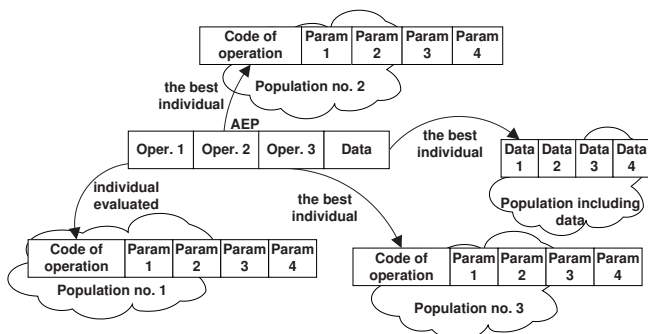 Code of operation Param 1 Param 2 Param 3 Param 4
Population no. 2
the best individual
AEP
Oper. 1 Oper. 2 Oper. 3 Data
the best individual
Data 1 Data 2 Data 3 Data 4
Population including data
individual evaluated
the best individual
Code of operation Param 1 Param 2 Param 3 Param 4
Population no. 1
Code of operation Param 1 Param 2 Param 3 Param 4
Population no. 3